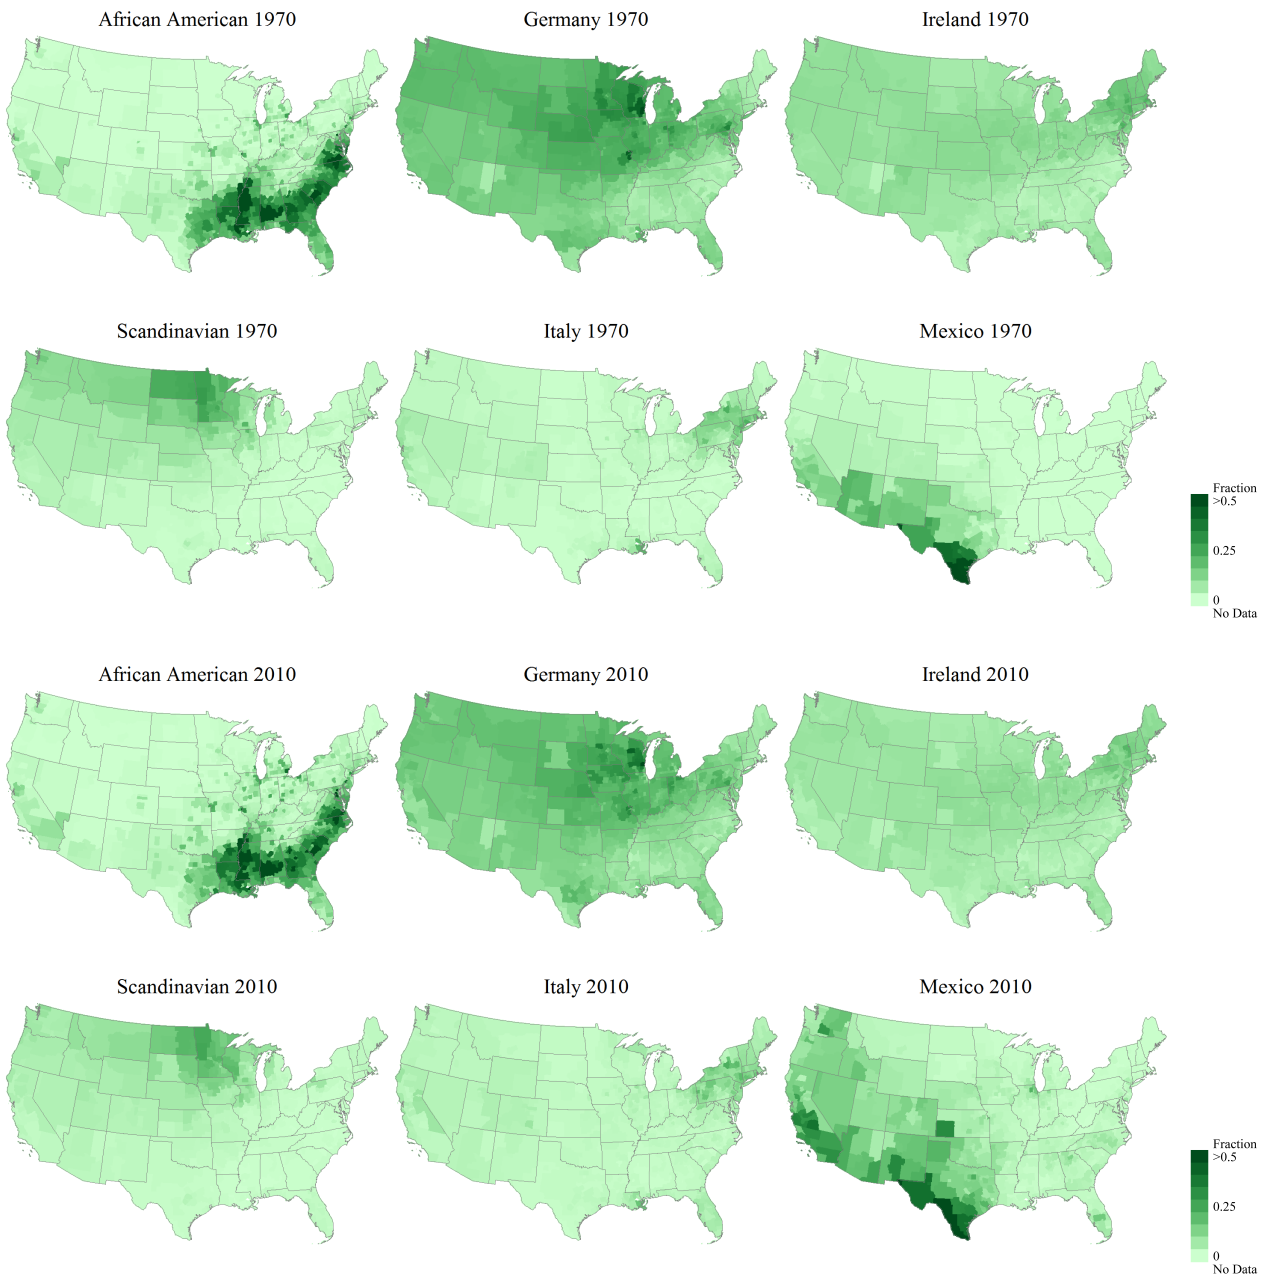 African American 1970
Germany 1970
Ireland 1970
Scandinavian 1970
Italy 1970
Mexico 1970
Fraction
>0.5
0.25
0
No Data
African American 2010
Germany 2010
Ireland 2010
Scandinavian 2010
Italy 2010
Mexico 2010
Fraction
>0.5
0.25
0
No Data